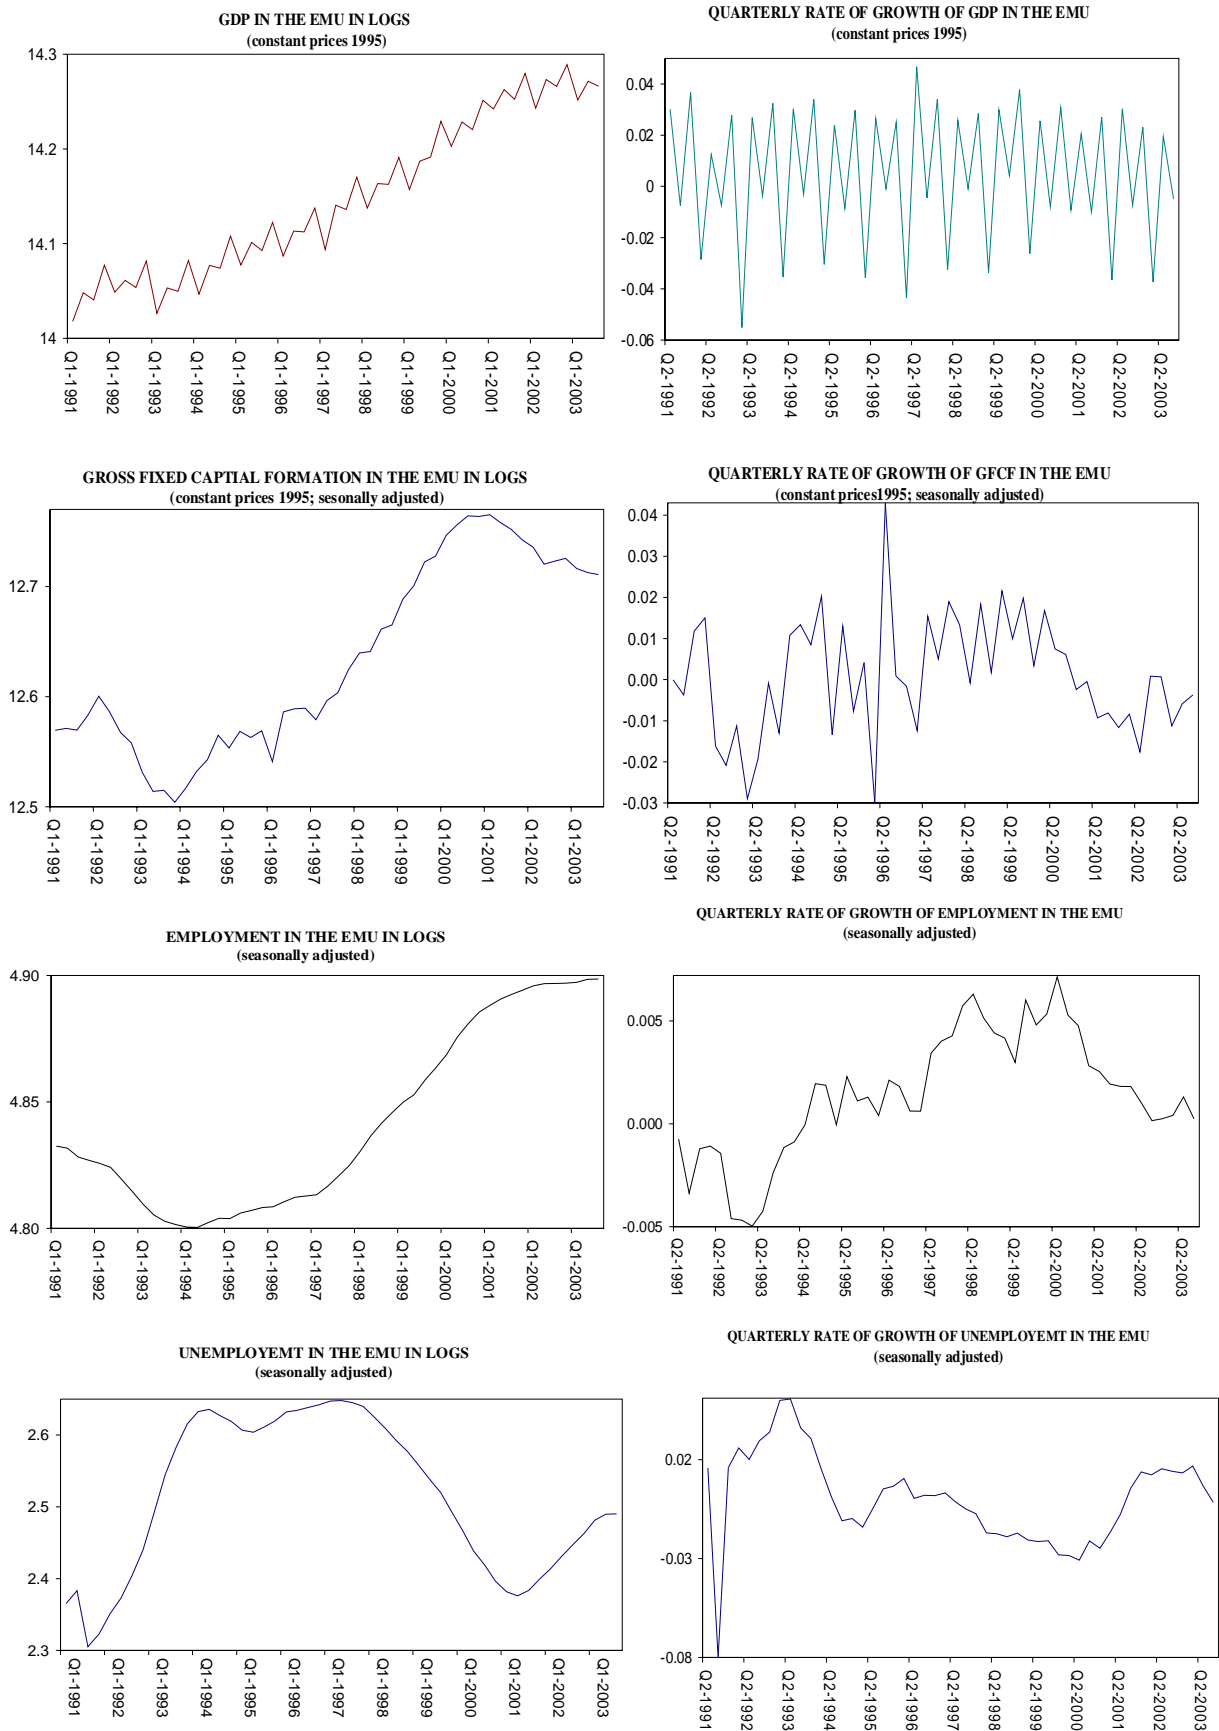 GDP IN THE EMU IN LOGS
(constant prices 1995)
14.3
14.2
14.1
14
Q1-1991
Q1-1992
Q1-1993
Q1-1994
Q1-1995
Q1-1996
Q1-1997
Q1-1998
Q1-1999
Q1-2000
Q1-2001
Q1-2002
Q1-2003
QUARTERLY RATE OF GROWTH OF GDP IN THE EMU
(constant prices 1995)
0.04
0.02
0
-0.02
-0.04
-0.06
Q2-1991
Q2-1992
Q2-1993
Q2-1994
Q2-1995
Q2-1996
Q2-1997
Q2-1998
Q2-1999
Q2-2000
Q2-2001
Q2-2002
Q2-2003
GROSS FIXED CAPTIAL FORMATION IN THE EMU IN LOGS
(constant prices 1995; sesonally adjusted)
12.7
12.6
12.5
Q1-1991
Q1-1992
Q1-1993
Q1-1994
Q1-1995
Q1-1996
Q1-1997
Q1-1998
Q1-1999
Q1-2000
Q1-2001
Q1-2002
Q1-2003
QUARTERLY RATE OF GROWTH OF GFCF IN THE EMU
(constant prices1995; seasonally adjusted)
0.04
0.03
0.02
0.01
0.00
-0.01
-0.02
-0.03
Q2-1991
Q2-1992
Q2-1993
Q2-1994
Q2-1995
Q2-1996
Q2-1997
Q2-1998
Q2-1999
Q2-2000
Q2-2001
Q2-2002
Q2-2003
EMPLOYMENT IN THE EMU IN LOGS
(seasonally adjusted)
4.90
4.85
4.80
Q1-1991
Q1-1992
Q1-1993
Q1-1994
Q1-1995
Q1-1996
Q1-1997
Q1-1998
Q1-1999
Q1-2000
Q1-2001
Q1-2002
Q1-2003
QUARTERLY RATE OF GROWTH OF EMPLOYMENT IN THE EMU
(seasonally adjusted)
0.005
0.000
-0.005
Q2-1991
Q2-1992
Q2-1993
Q2-1994
Q2-1995
Q2-1996
Q2-1997
Q2-1998
Q2-1999
Q2-2000
Q2-2001
Q2-2002
Q2-2003
UNEMPLOYEMT IN THE EMU IN LOGS
(seasonally adjusted)
2.6
2.5
2.4
2.3
Q1-1991
Q1-1992
Q1-1993
Q1-1994
Q1-1995
Q1-1996
Q1-1997
Q1-1998
Q1-1999
Q1-2000
Q1-2001
Q1-2002
Q1-2003
QUARTERLY RATE OF GROWTH OF UNEMPLOYEMT IN THE EMU
(seasonally adjusted)
0.02
-0.03
-0.08
Q2-1991
Q2-1992
Q2-1993
Q2-1994
Q2-1995
Q2-1996
Q2-1997
Q2-1998
Q2-1999
Q2-2000
Q2-2001
Q2-2002
Q2-2003